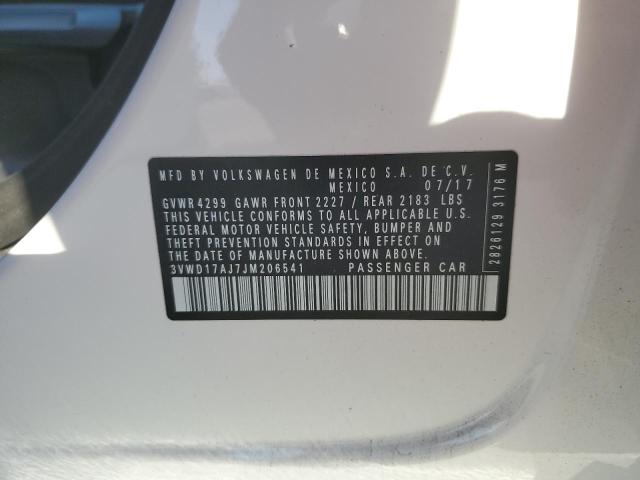 MFD BY VOLKSWAGEN DE MEXICO S.A. DE C.V.
MEXICO 07/17
GVWR 4299 GAWR FRONT 2227 / REAR 2183 LBS
THIS VEHICLE CONFORMS TO ALL APPLICABLE U.S.
FEDERAL MOTOR VEHICLE SAFETY, BUMPER AND
THEFT PREVENTION STANDARDS IN EFFECT ON
THE DATE OF MANUFACTURE SHOWN ABOVE.
3VWD17AJ7JM206541 PASSENGER CAR
2826129 3176 M